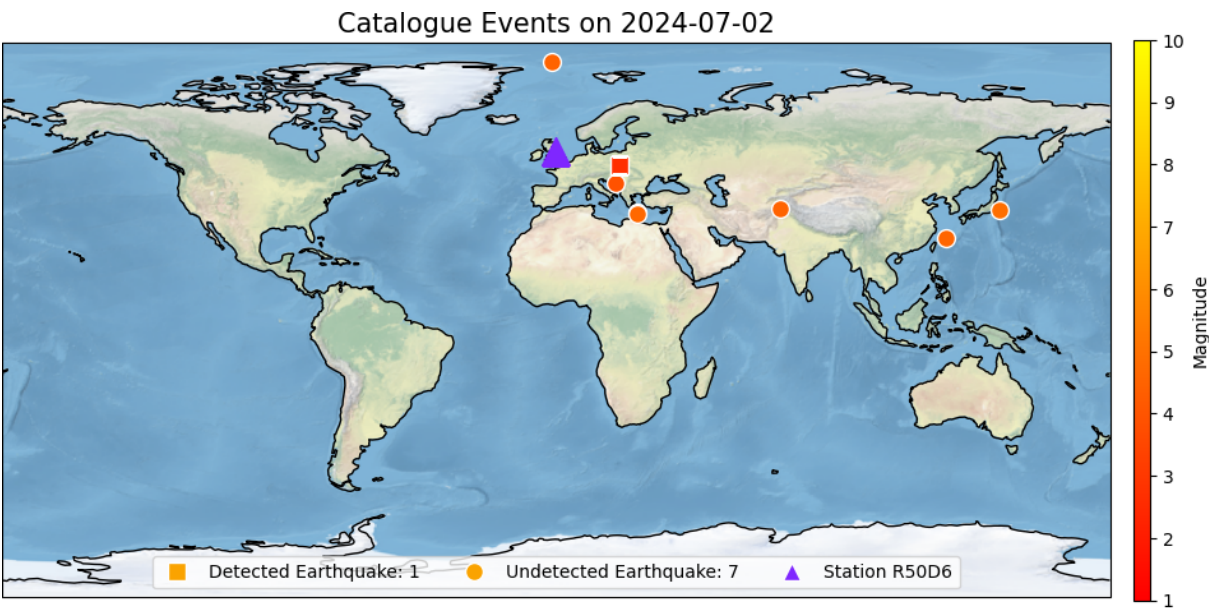 Catalogue Events on 2024-07-02
10
9
8
7
6
5
4
3
2
1
Magnitude
Detected Earthquake: 1
Undetected Earthquake: 7
Station R50D6